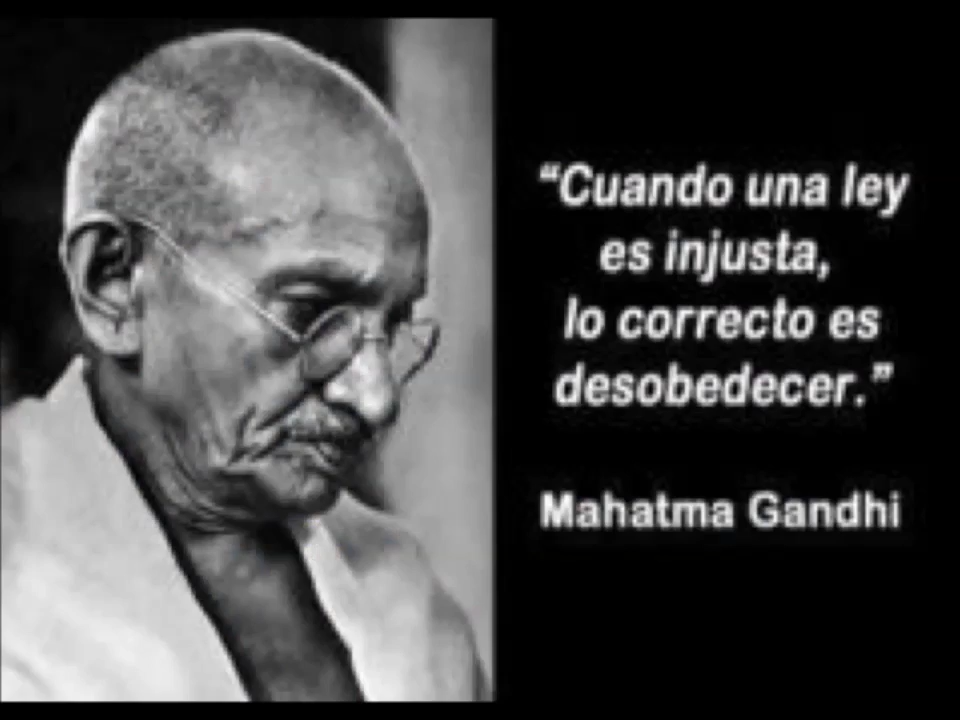 “Cuando una ley
es injusta,
lo correcto es
desobedecer.”
Mahatma Gandhi